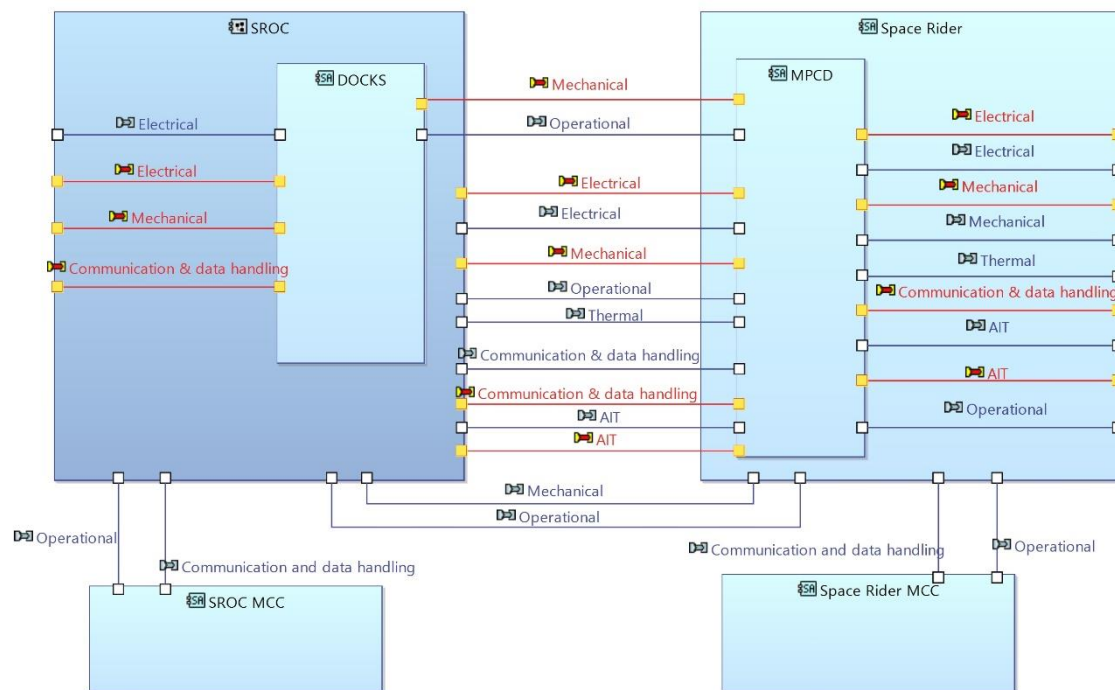 SROC
Space Rider
DOCKS
MPCD
Mechanical
Electrical
Operational
Electrical
Electrical
Electrical
Electrical
Mechanical
Mechanical
Electrical
Mechanical
Mechanical
Thermal
Communication & data handling
Operational
Communication & data handling
Thermal
AIT
Communication & data handling
AIT
Communication & data handling
Operational
AIT
AIT
Mechanical
Operational
Operational
Communication and data handling
Communication and data handling
Operational
SROC MCC
Space Rider MCC